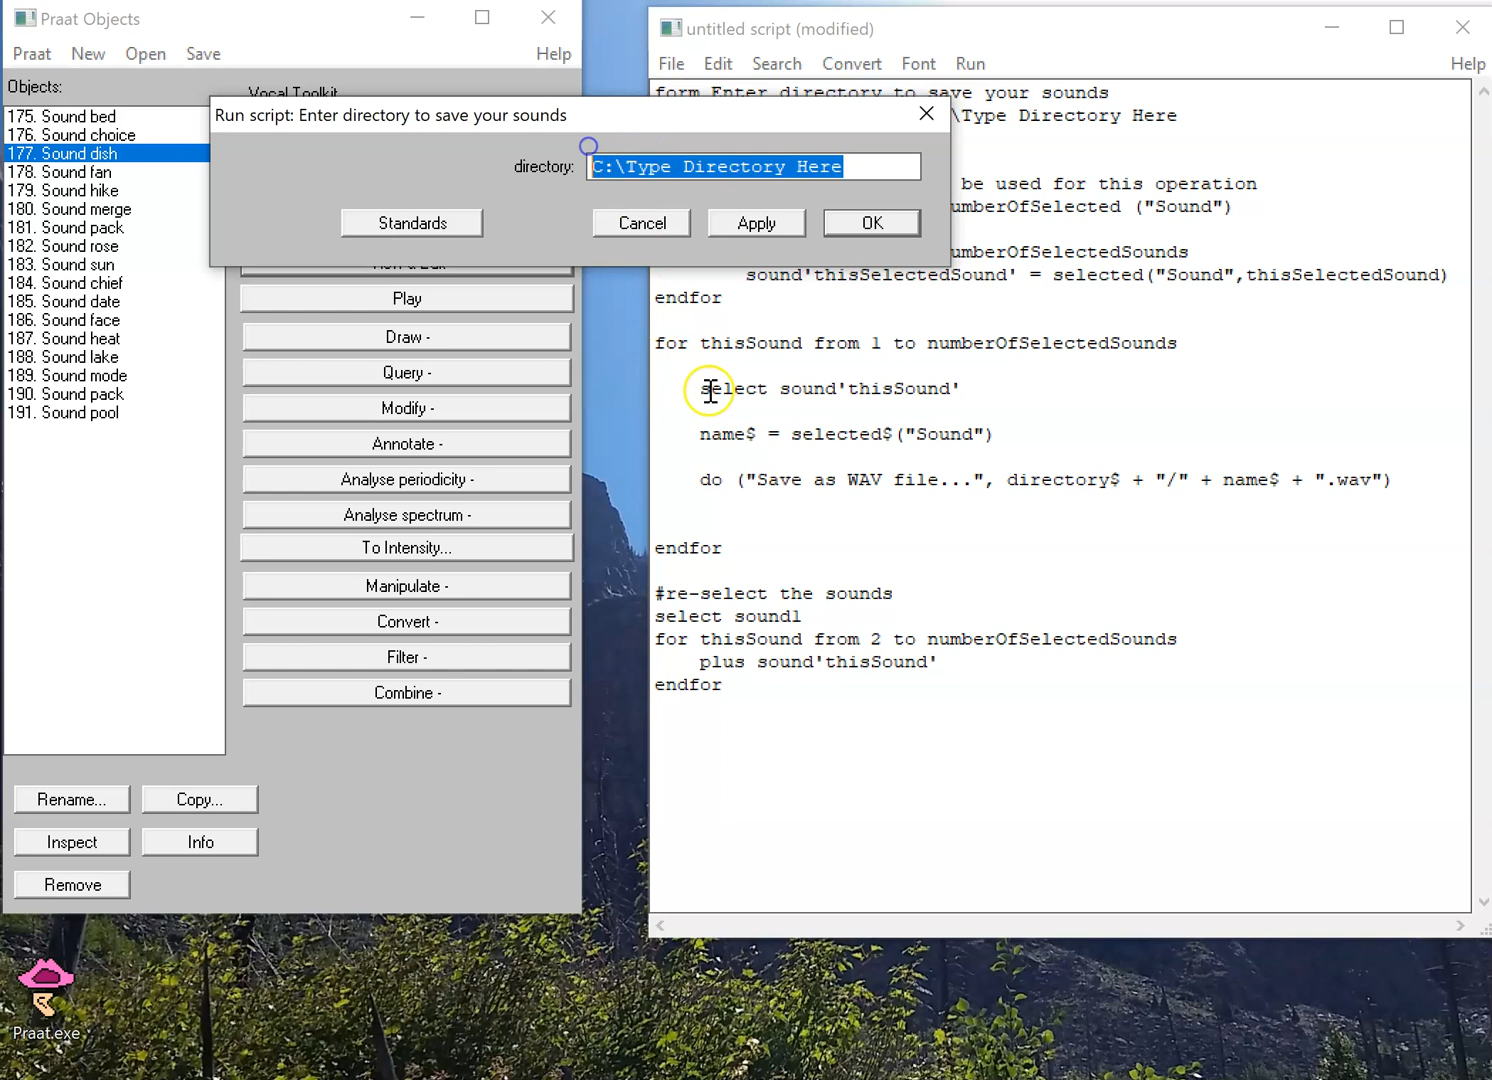 Praat Objects
Praat New Open Save Help
Objects:
175. Sound bed
176. Sound choice
177. Sound dish
178. Sound fan
179. Sound hike
180. Sound merge
181. Sound pack
182. Sound rose
183. Sound sun
184. Sound chief
185. Sound date
186. Sound face
187. Sound heat
188. Sound lake
189. Sound mode
190. Sound pack
191. Sound pool
Vocal Toolkit
Play
Draw -
Query -
Modify -
Annotate -
Analyse periodicity -
Analyse spectrum -
To Intensity...
Manipulate -
Convert -
Filter -
Combine -
Rename... Copy...
Inspect Info
Remove
Run script: Enter directory to save your sounds
directory: C:\Type Directory Here
Standards Cancel Apply OK
untitled script (modified)
File Edit Search Convert Font Run Help
form Enter directory to save your sounds
\Type Directory Here
be used for this operation
umberOfSelected ("Sound")
umberOfSelectedSounds
sound'thisSelectedSound' = selected("Sound",thisSelectedSound)
endfor
for thisSound from 1 to numberOfSelectedSounds
select sound'thisSound'
name$ = selected$("Sound")
do ("Save as WAV file...", directory$ + "/" + name$ + ".wav")
endfor
#re-select the sounds
select sound1
for thisSound from 2 to numberOfSelectedSounds
plus sound'thisSound'
endfor
Praat.exe